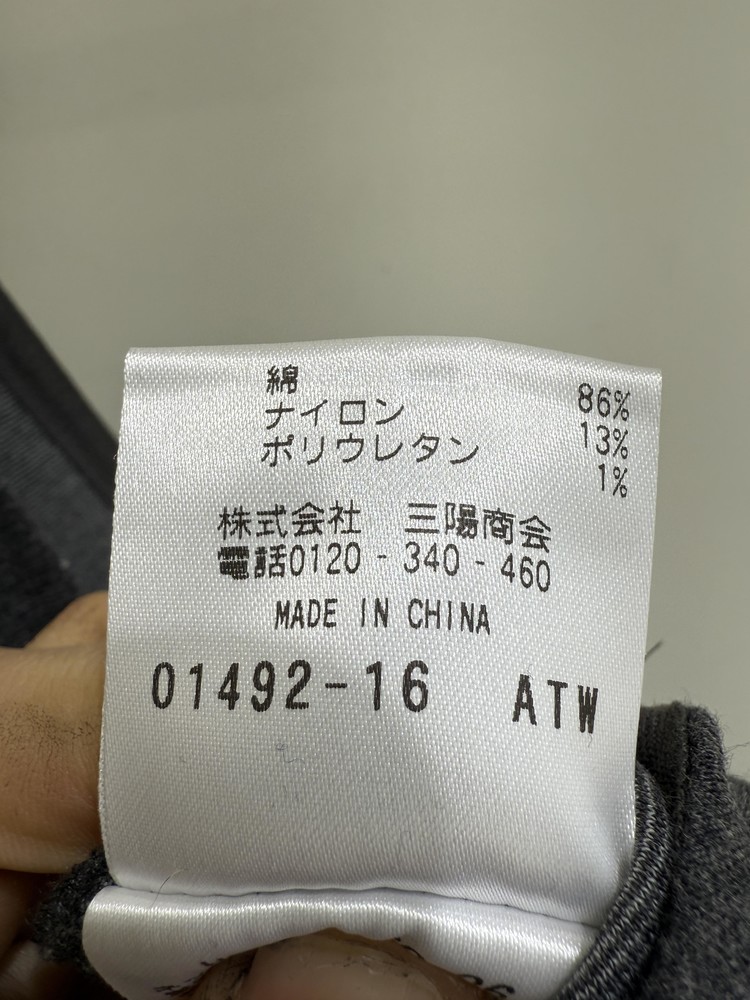 綿 86%
ナイロン 13%
ポリウレタン 1%
株式会社 三陽商会
電話0120-340-460
MADE IN CHINA
01492-16 ATW